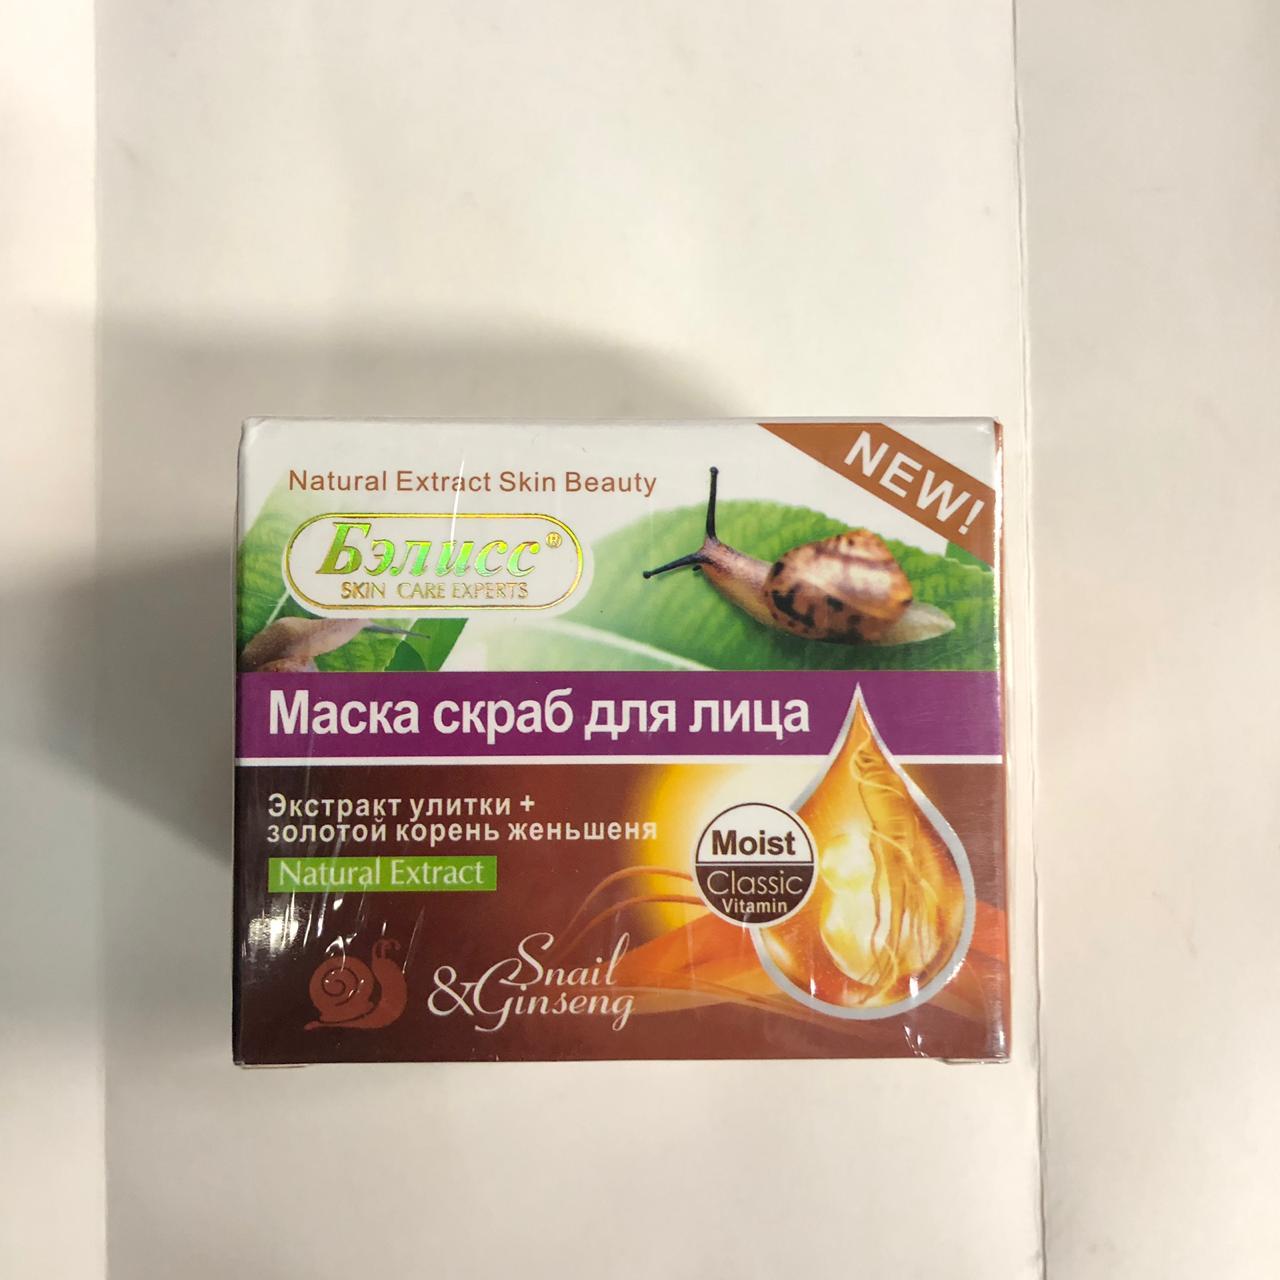 NEW!
Natural Extract Skin Beauty
Бэлисс®
SKIN CARE EXPERTS
Маска скраб для лица
Экстракт улитки +
золотой корень женьшеня
Natural Extract
Moist
Classic
Vitamin
Snail
&Ginseng